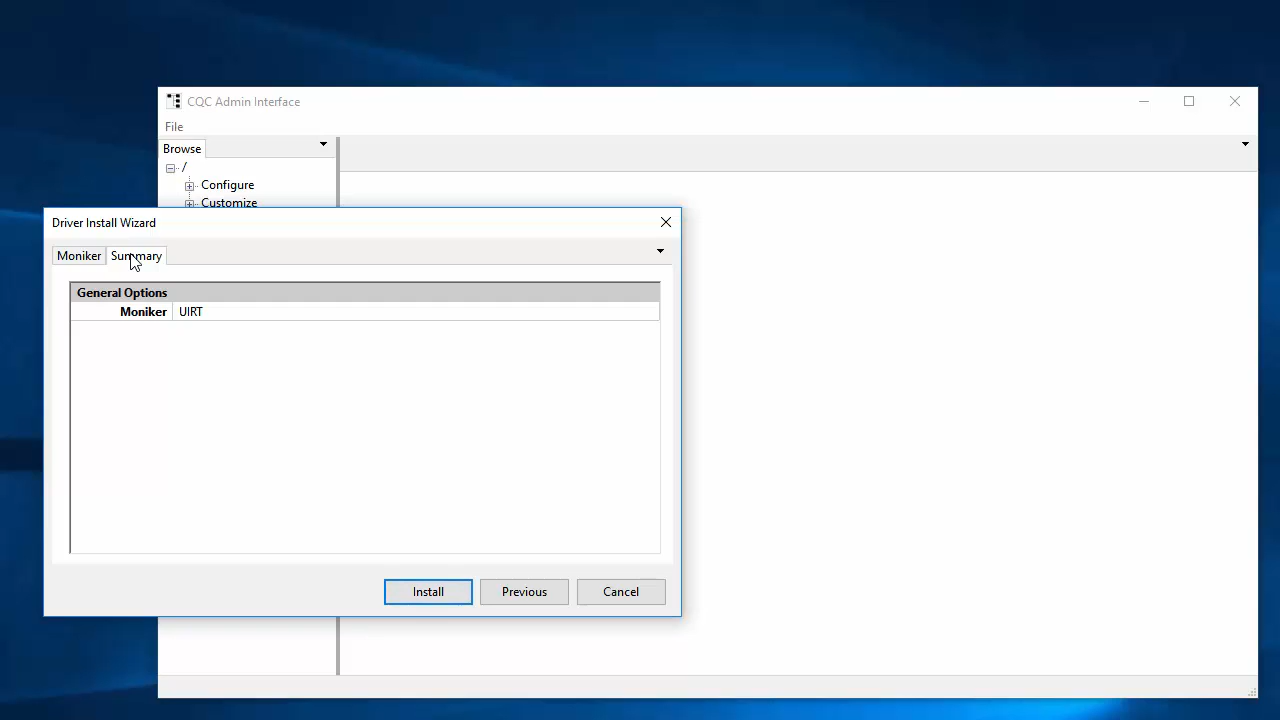 CQC Admin Interface
File
Browse
/
Configure
Customize
Driver Install Wizard
Moniker Summary
General Options
Moniker UIRT
Install Previous Cancel